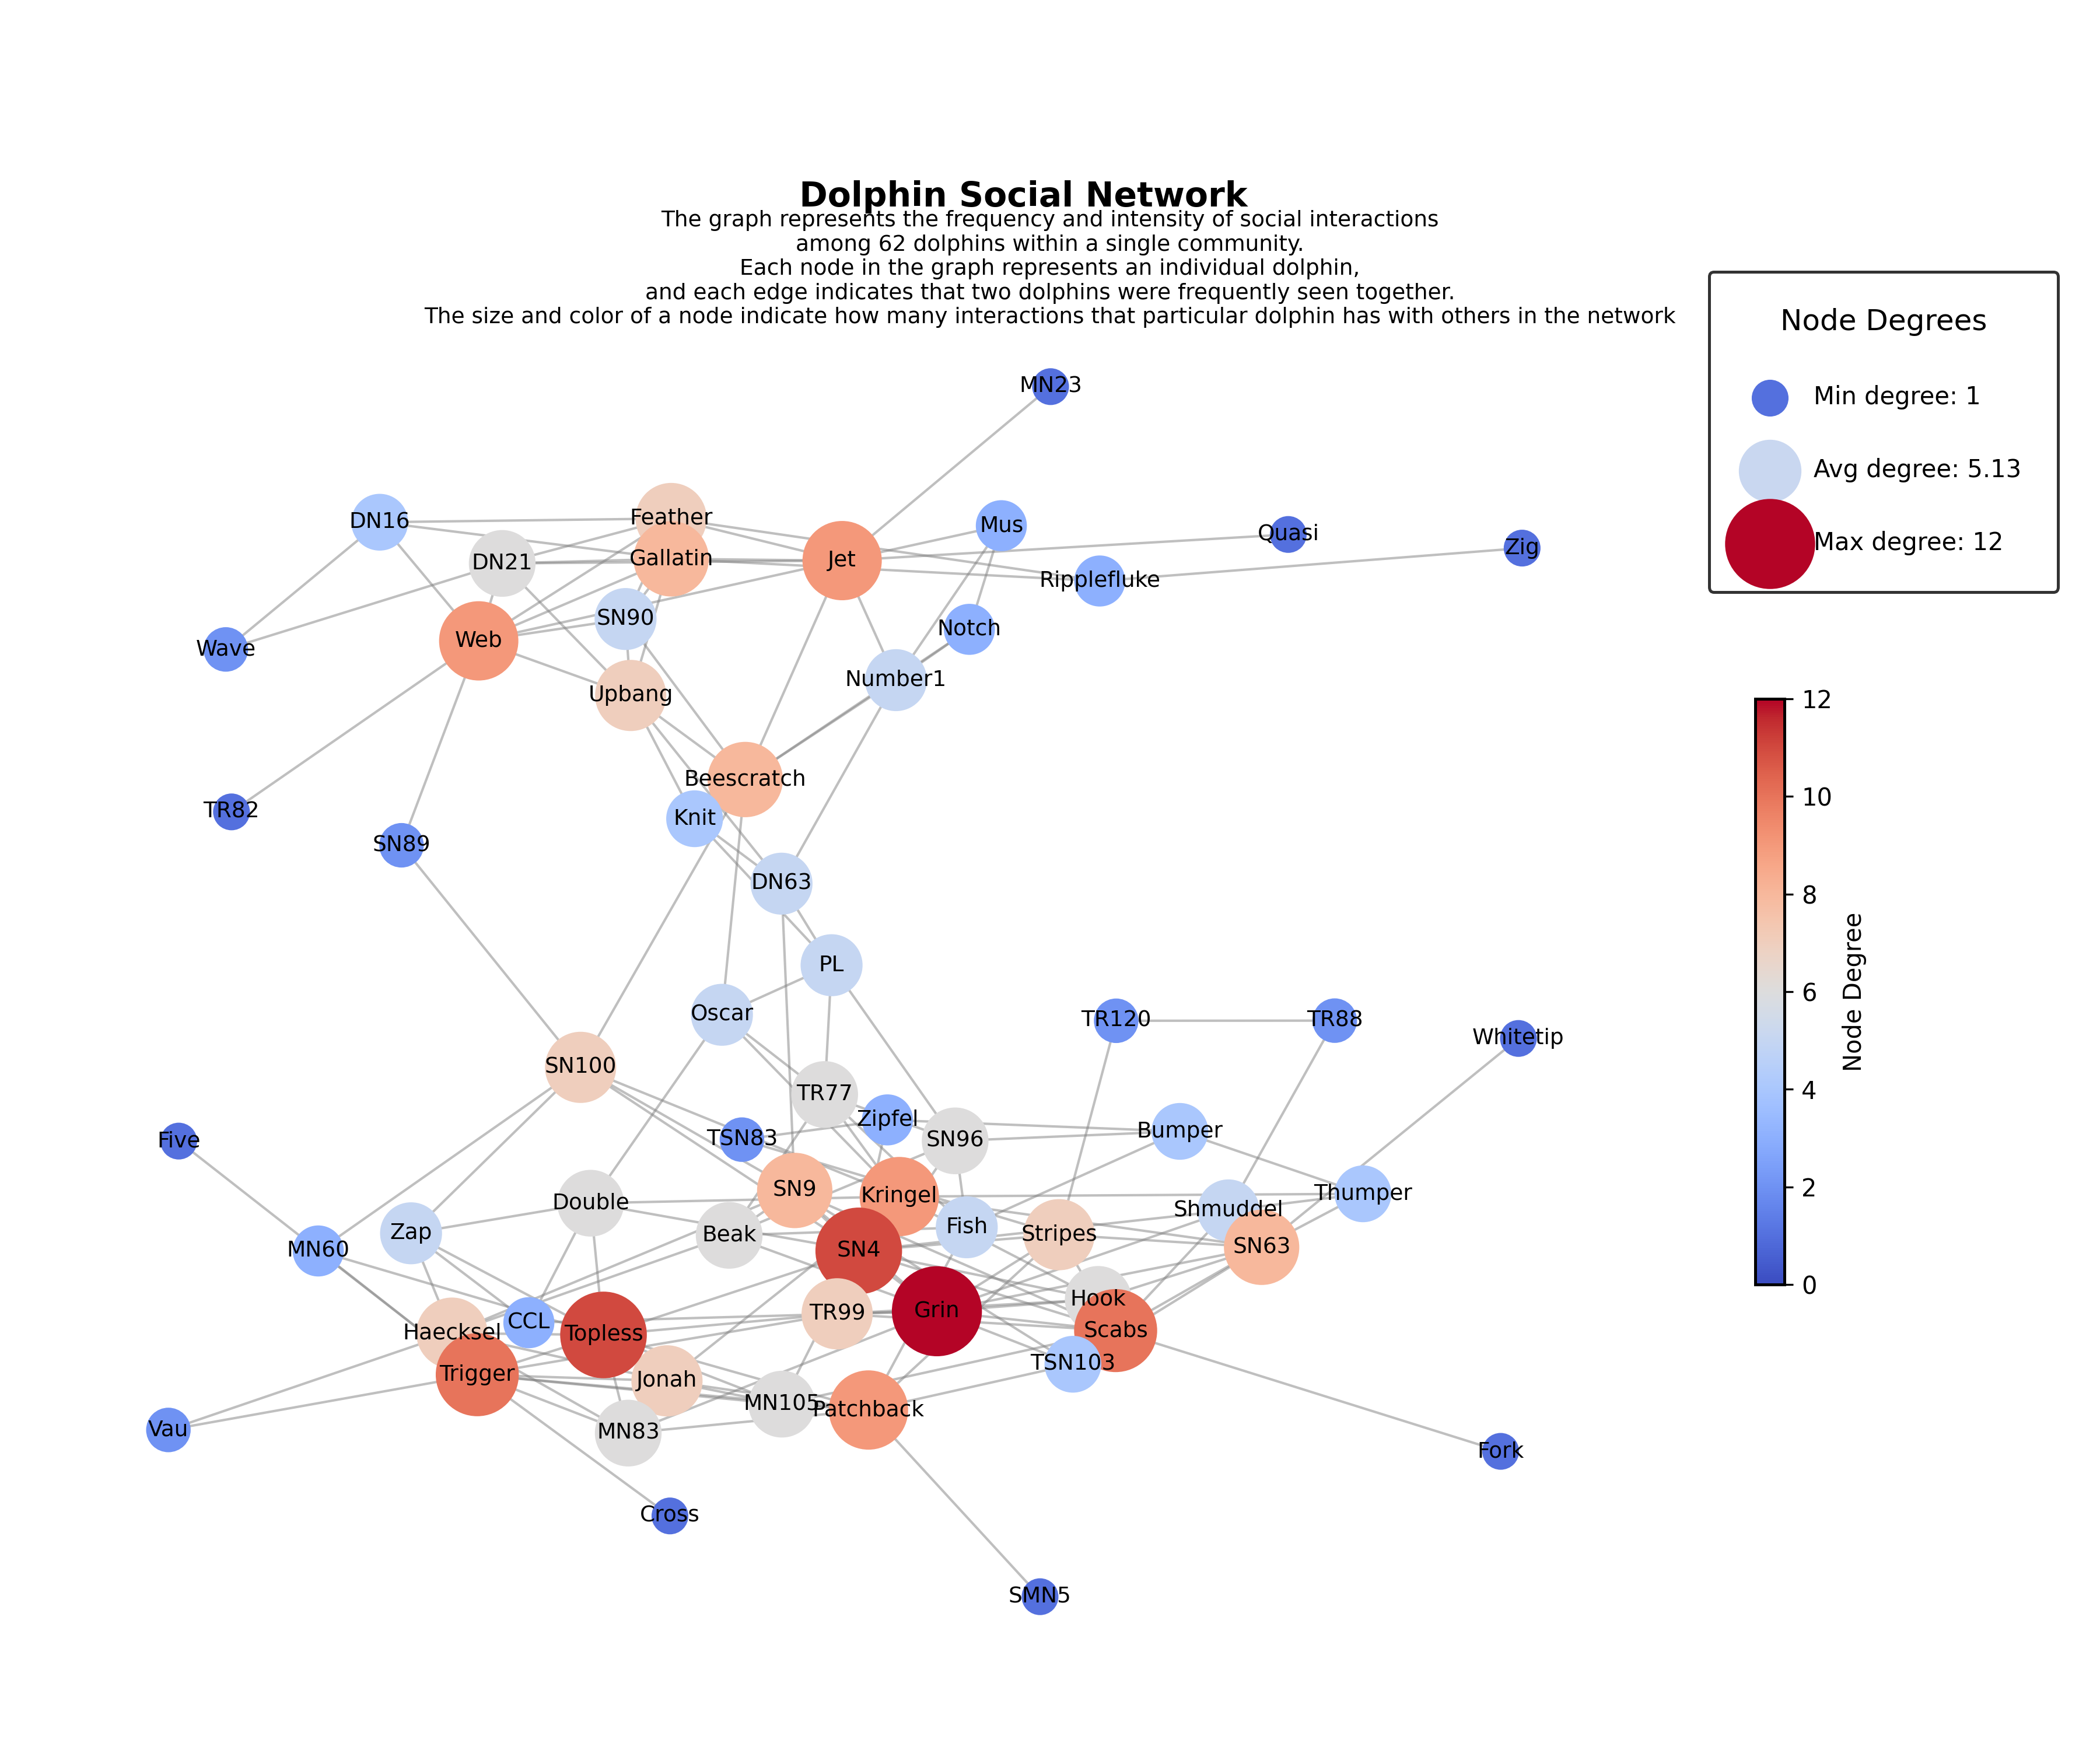 Dolphin Social Network
The graph represents the frequency and intensity of social interactions
among 62 dolphins within a single community.
Each node in the graph represents an individual dolphin,
and each edge indicates that two dolphins were frequently seen together.
The size and color of a node indicate how many interactions that particular dolphin has with others in the network
Node Degrees
Min degree: 1
Avg degree: 5.13
Max degree: 12
MN23
DN16
Feather
Mus
Quasi
Zig
DN21
Gallatin
Jet
Ripplefluke
SN90
Notch
Wave
Web
Number1
Upbang
Beescratch
TR82
Knit
SN89
DN63
PL
Oscar
TR120
TR88
Whitetip
SN100
TR77
Zipfel
Five
TSN83
SN96
Bumper
SN9
Kringel
Thumper
Double
Shmuddel
Zap
Beak
Fish
Stripes
MN60
SN4
SN63
Hook
Haecksel
CCL
Topless
TR99
Grin
Scabs
Trigger
Jonah
TSN103
MN105
Patchback
Vau
MN83
Fork
Cross
SMN5
12
10
8
6
4
2
0
Node Degree